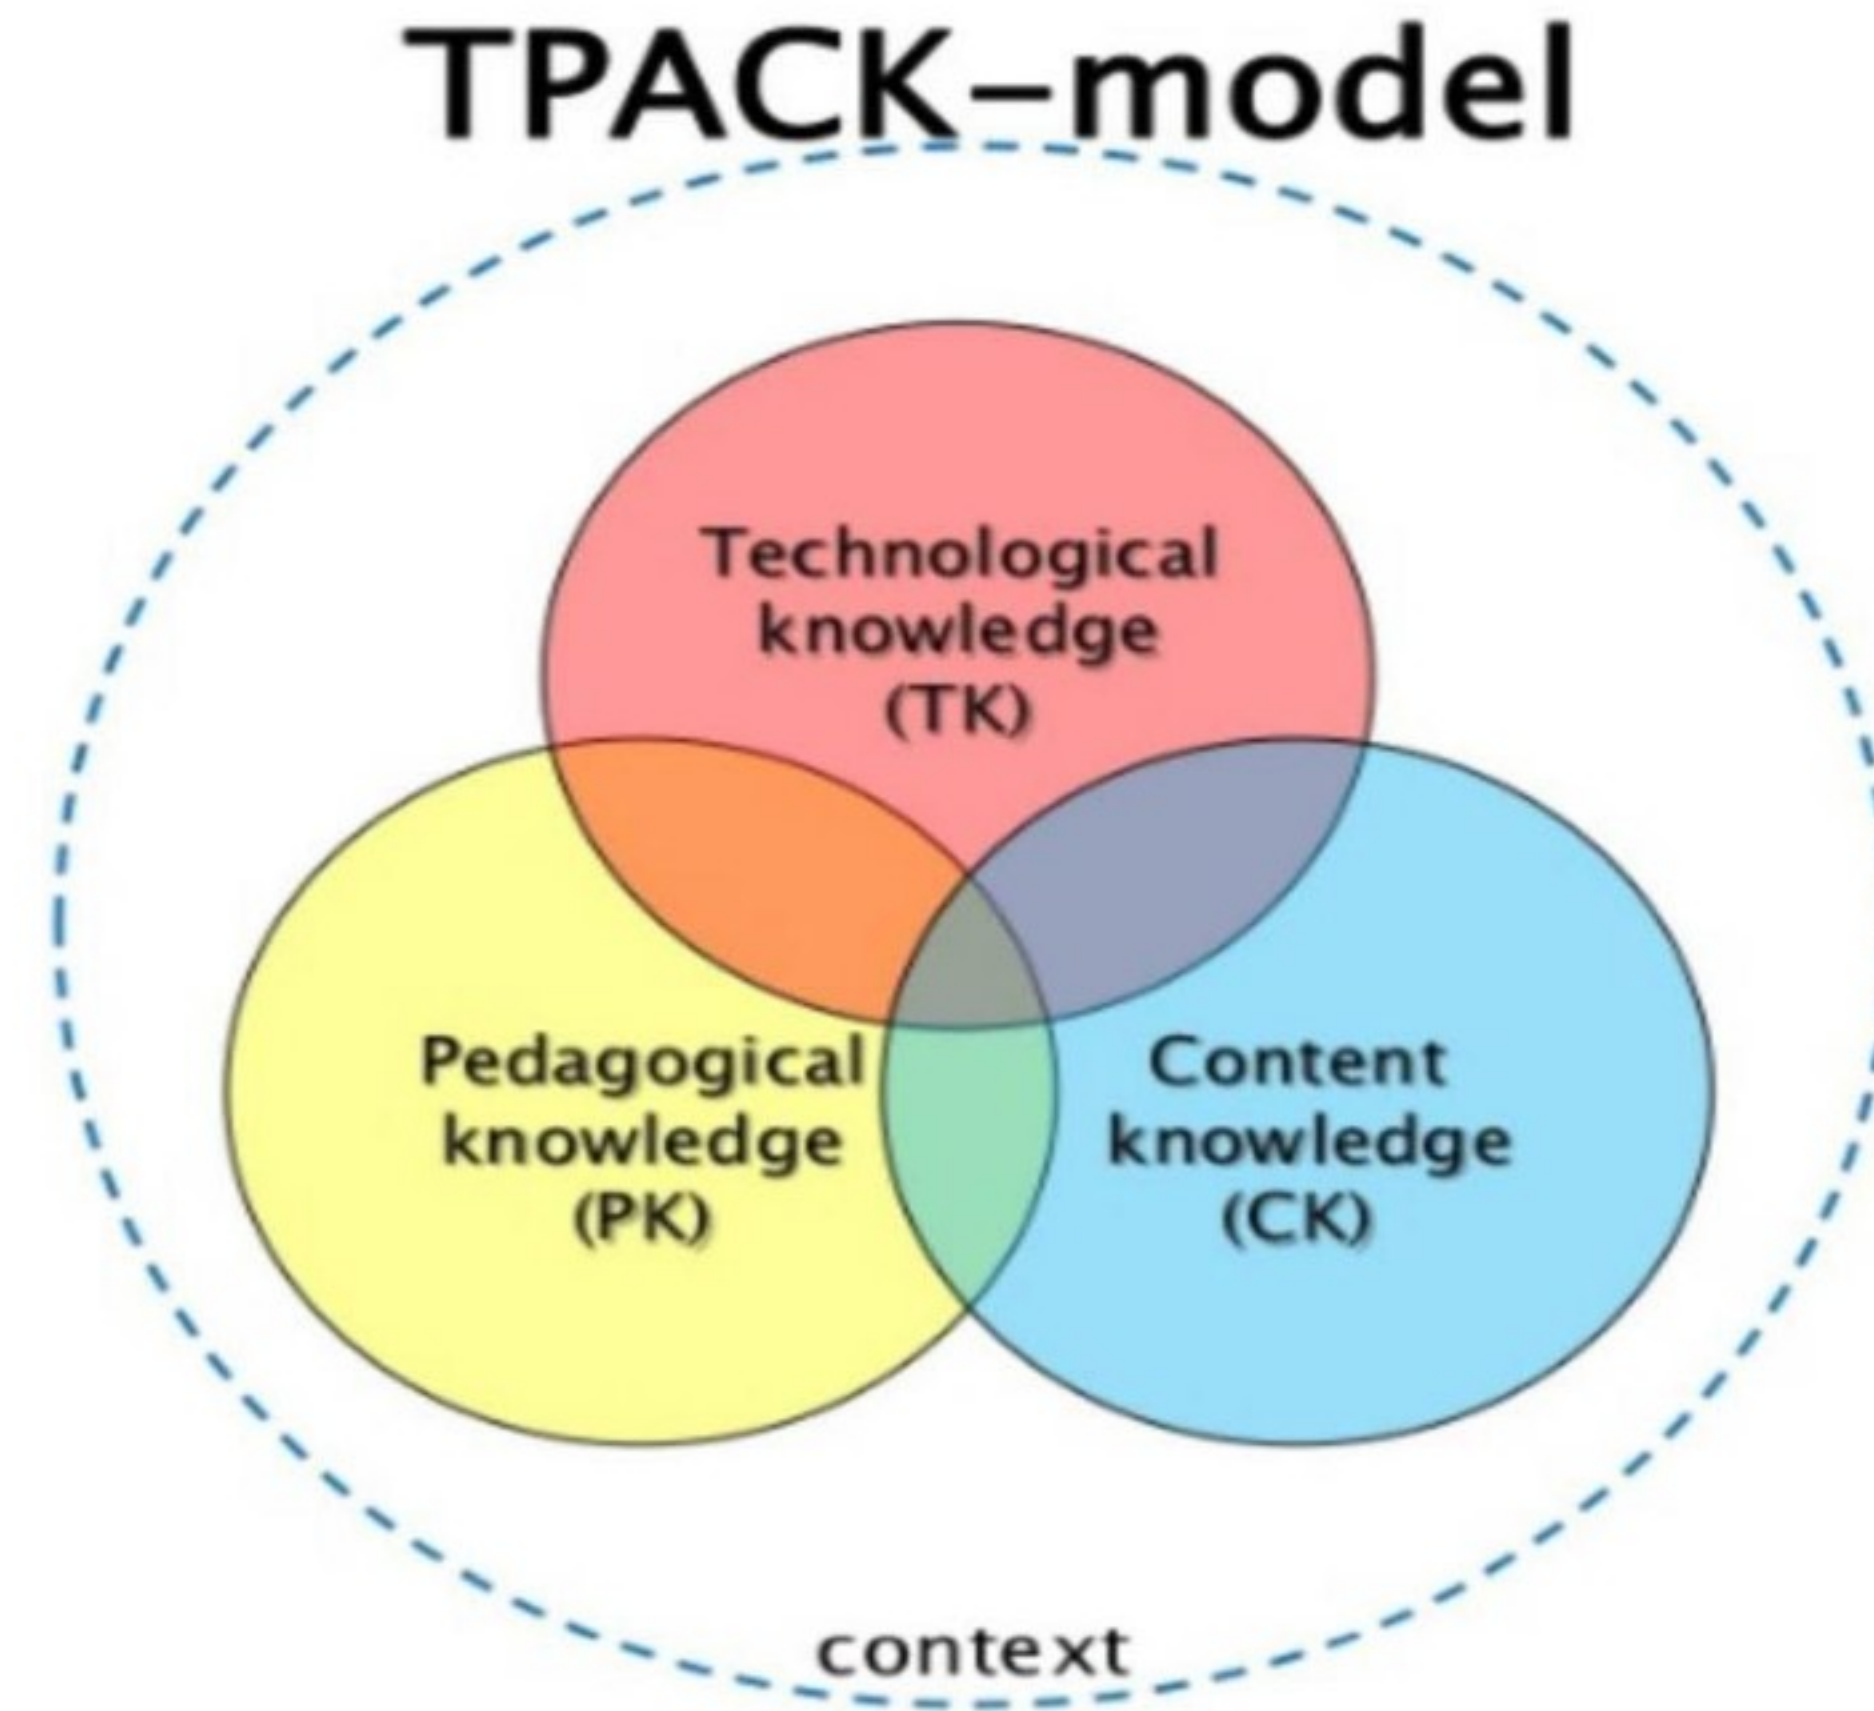 TPACK–model
Technological
knowledge
(TK)
Pedagogical
knowledge
(PK)
Content
knowledge
(CK)
context